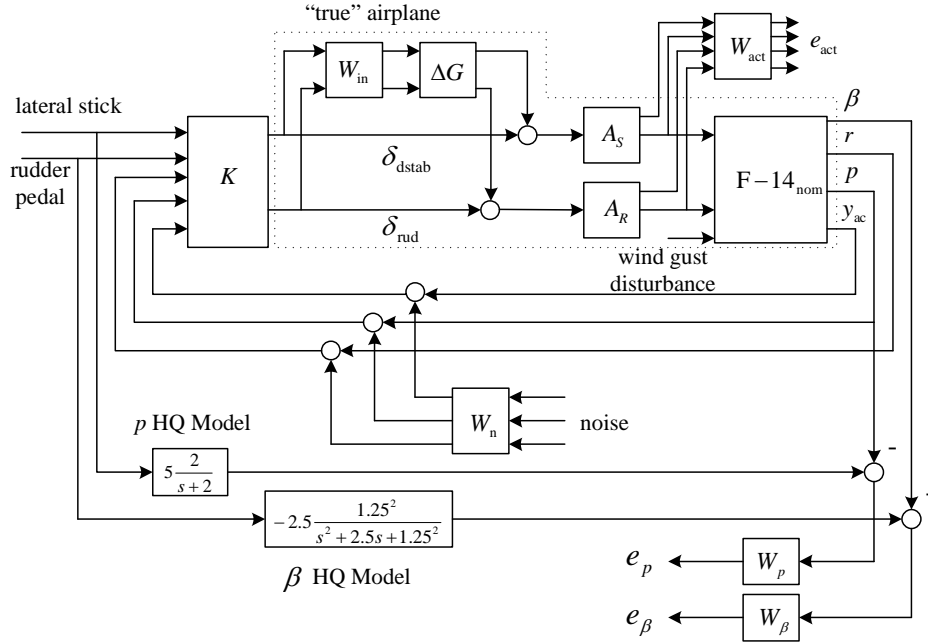 “true” airplane
W_in
ΔG
W_act
e_act
lateral stick
rudder
pedal
K
δ_dstab
δ_rud
A_S
A_R
F−14_nom
β
r
p
y_ac
wind gust
disturbance
W_n
noise
p HQ Model
5 2/(s+2)
-
−2.5 1.25²/(s²+2.5s+1.25²)
-
β HQ Model
e_p
W_p
e_β
W_β